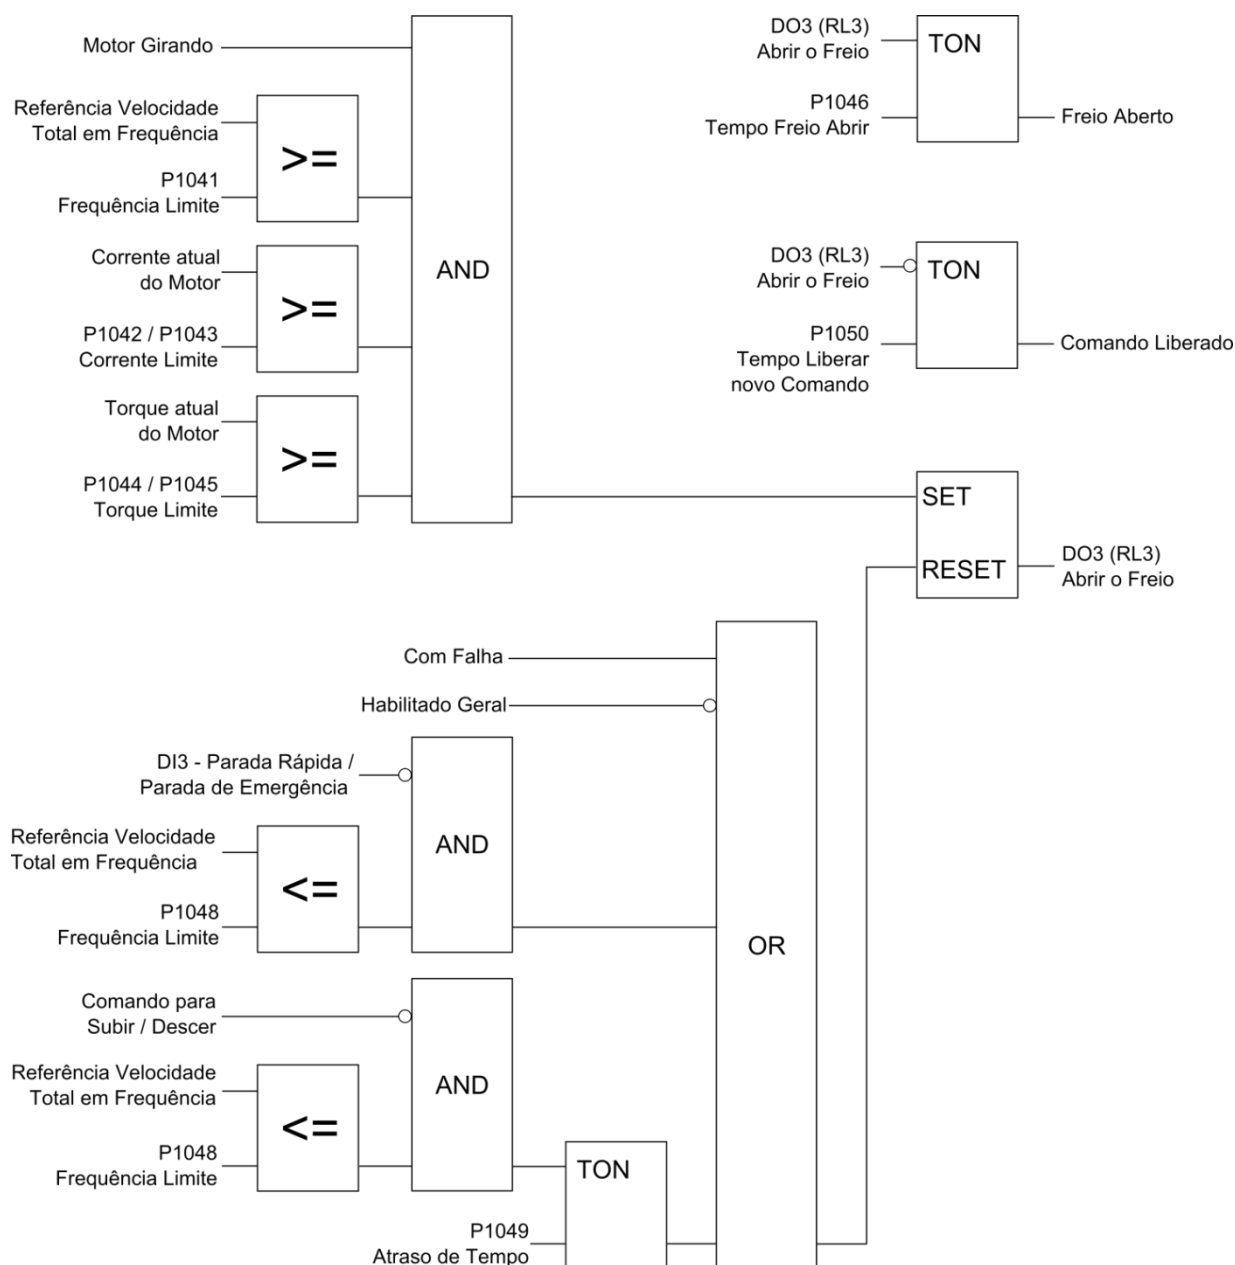 Motor Girando
Referência Velocidade
Total em Frequência
>=
P1041
Frequência Limite
Corrente atual
do Motor
>=
P1042 / P1043
Corrente Limite
Torque atual
do Motor
>=
P1044 / P1045
Torque Limite
AND
DO3 (RL3)
Abrir o Freio
TON
P1046
Tempo Freio Abrir
Freio Aberto
DO3 (RL3)
Abrir o Freio
TON
P1050
Tempo Liberar
novo Comando
Comando Liberado
SET
RESET
DO3 (RL3)
Abrir o Freio
Com Falha
Habilitado Geral
DI3 - Parada Rápida /
Parada de Emergência
Referência Velocidade
Total em Frequência
<=
P1048
Frequência Limite
AND
OR
Comando para
Subir / Descer
Referência Velocidade
Total em Frequência
<=
P1048
Frequência Limite
AND
TON
P1049
Atraso de Tempo